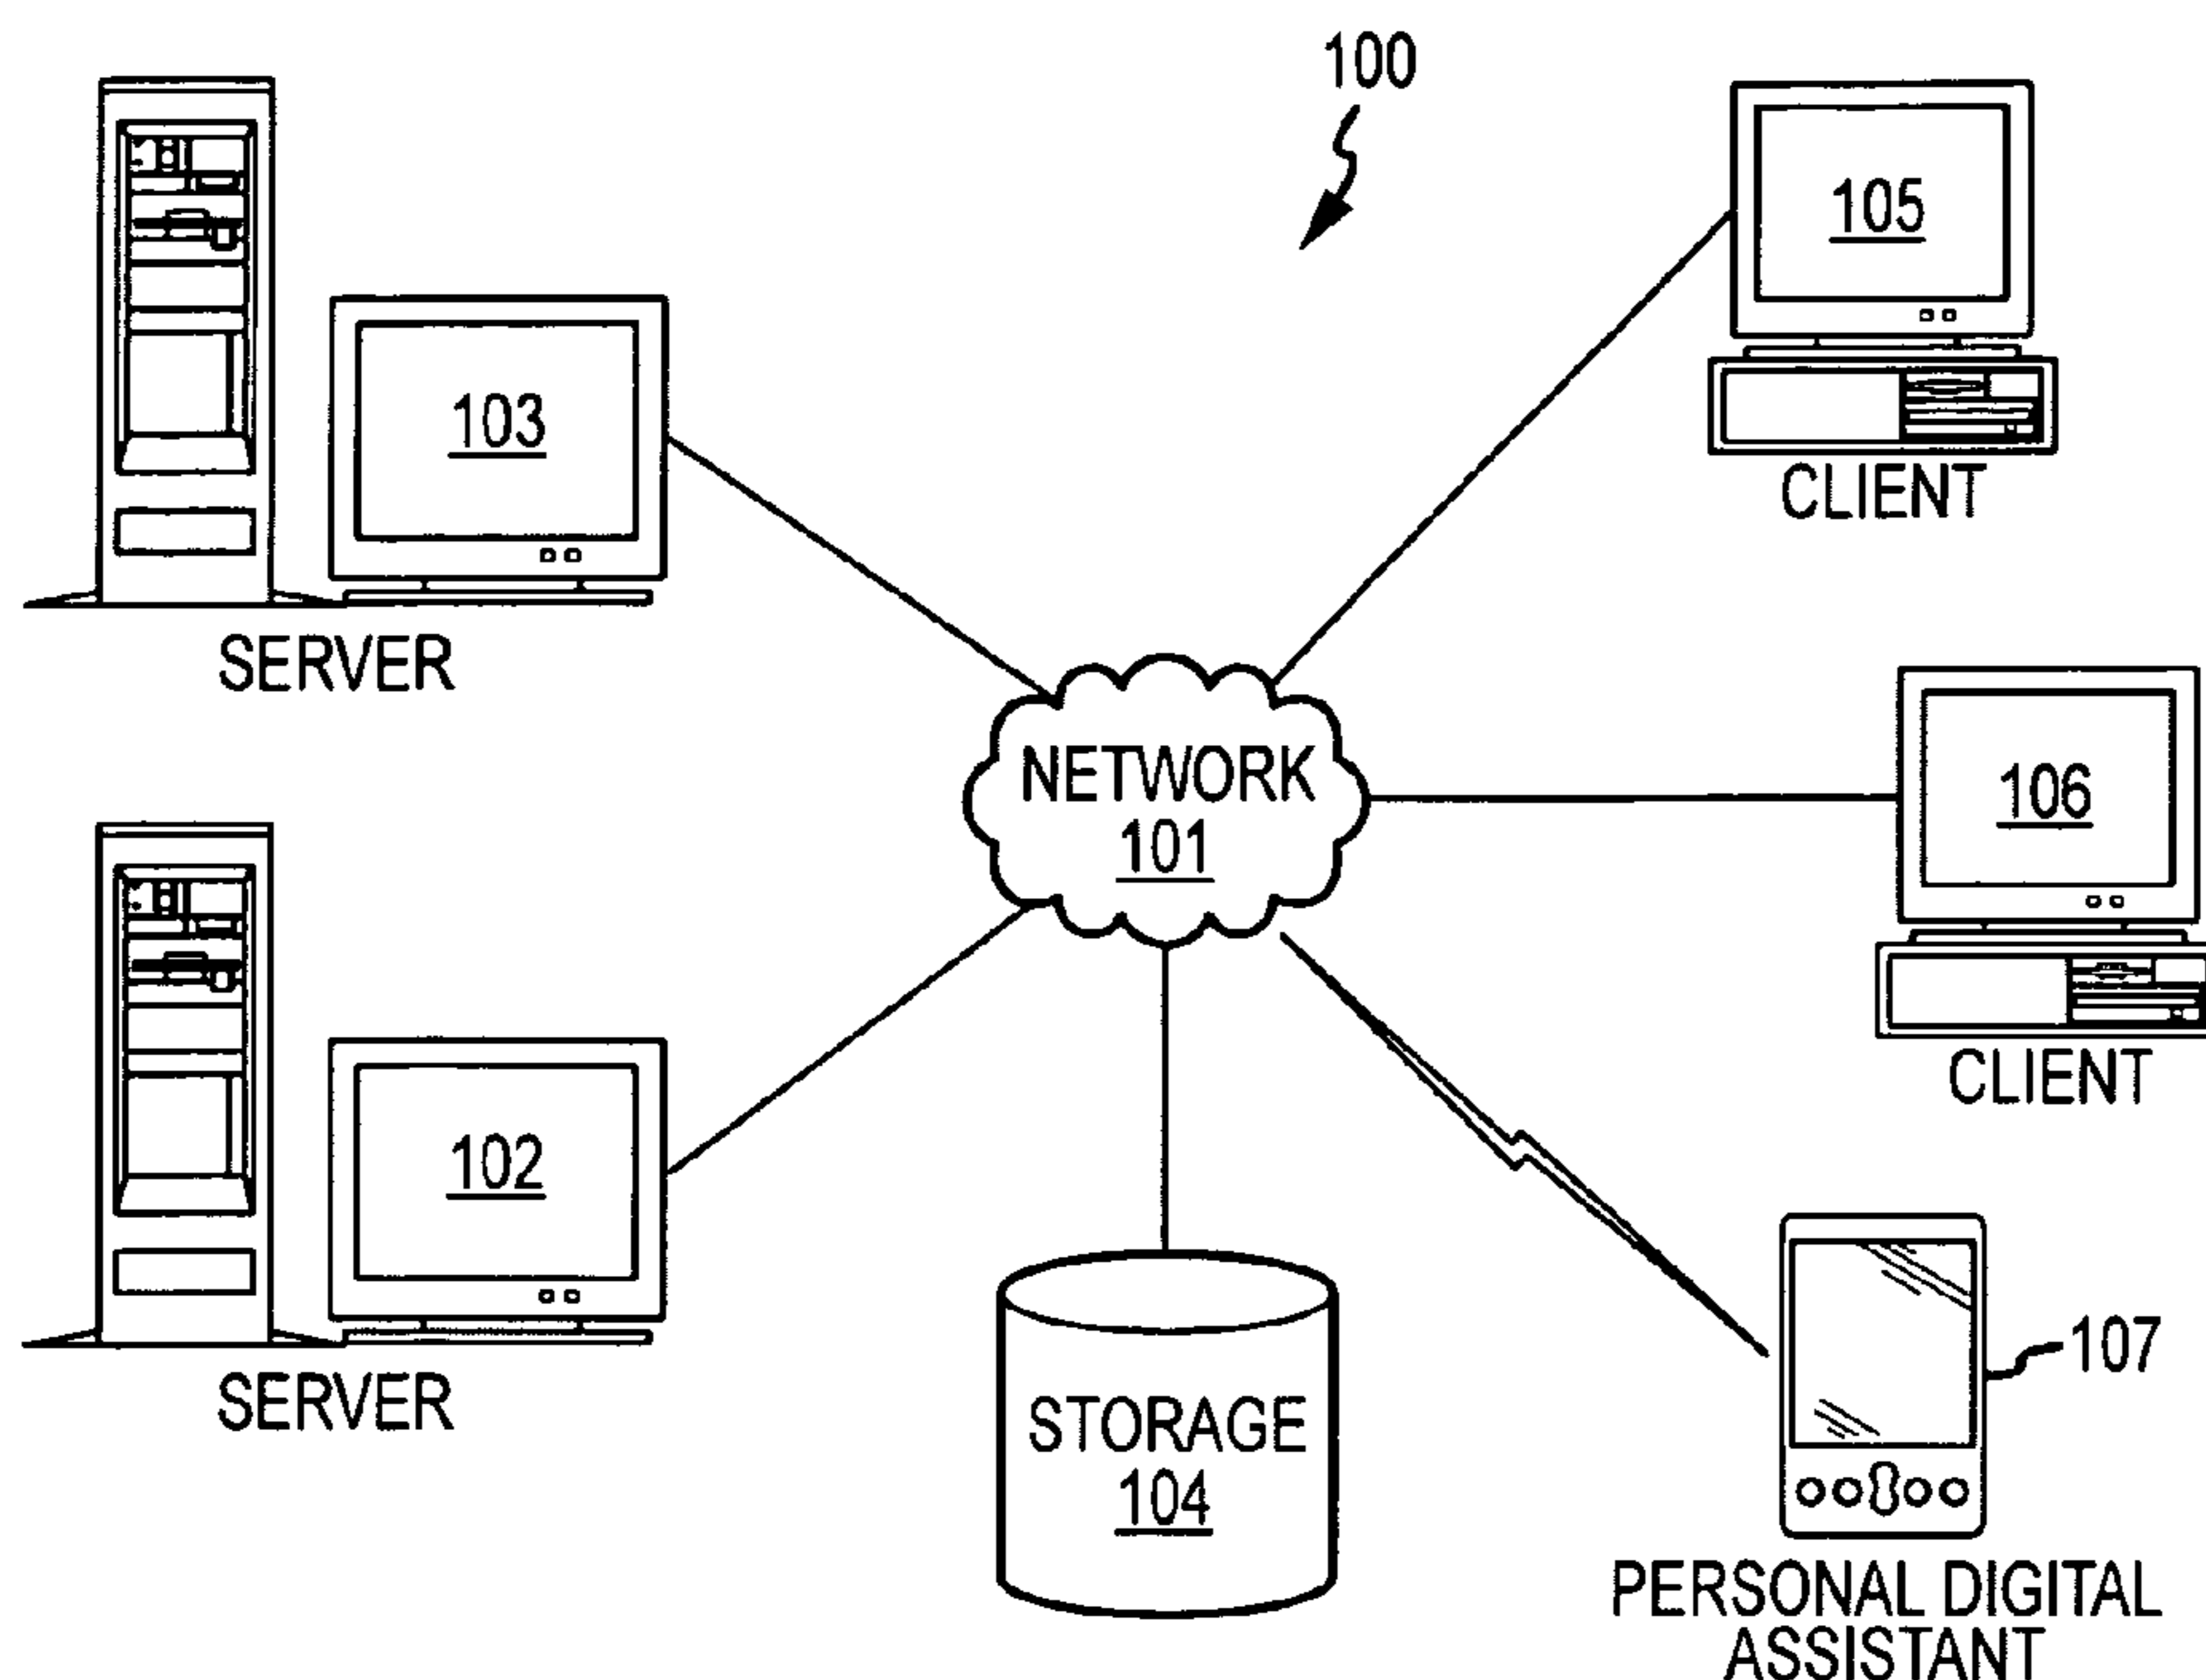 100
105
CLIENT
103
SERVER
NETWORK
101
106
CLIENT
102
SERVER
STORAGE
104
107
PERSONAL DIGITAL
ASSISTANT